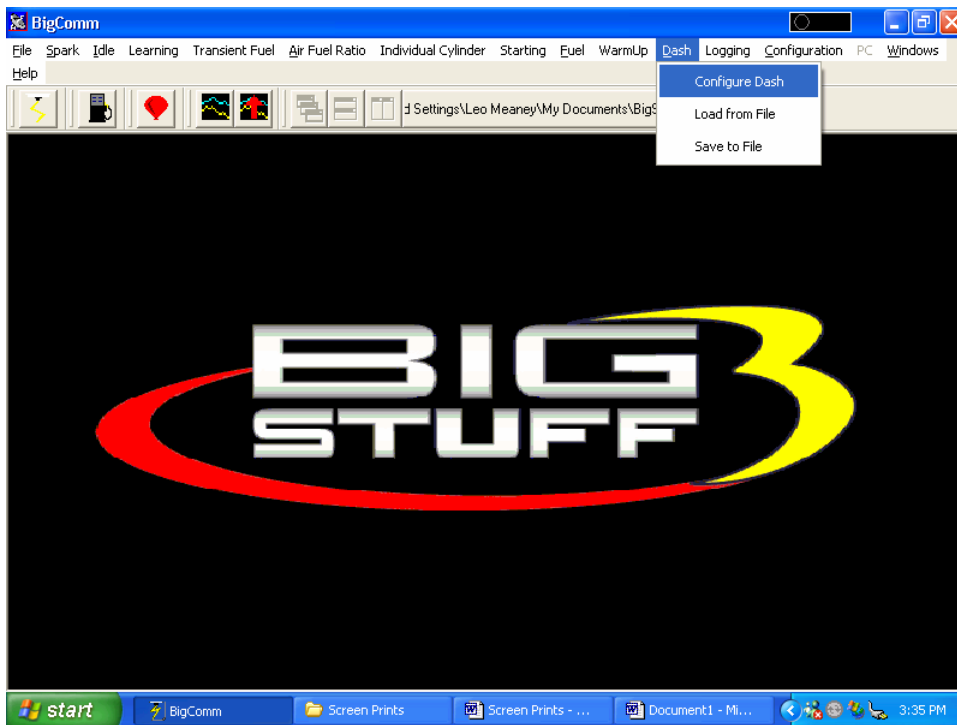 BigComm
File Spark Idle Learning Transient Fuel Air Fuel Ratio Individual Cylinder Starting Fuel WarmUp Dash Logging Configuration PC Windows
Help
Configure Dash
d Settings\Leo Meaney\My Documents\BigS
Load from File
Save to File
BIG
STUFF
3
start BigComm Screen Prints Screen Prints - ... Document1 - Mi... 3:35 PM